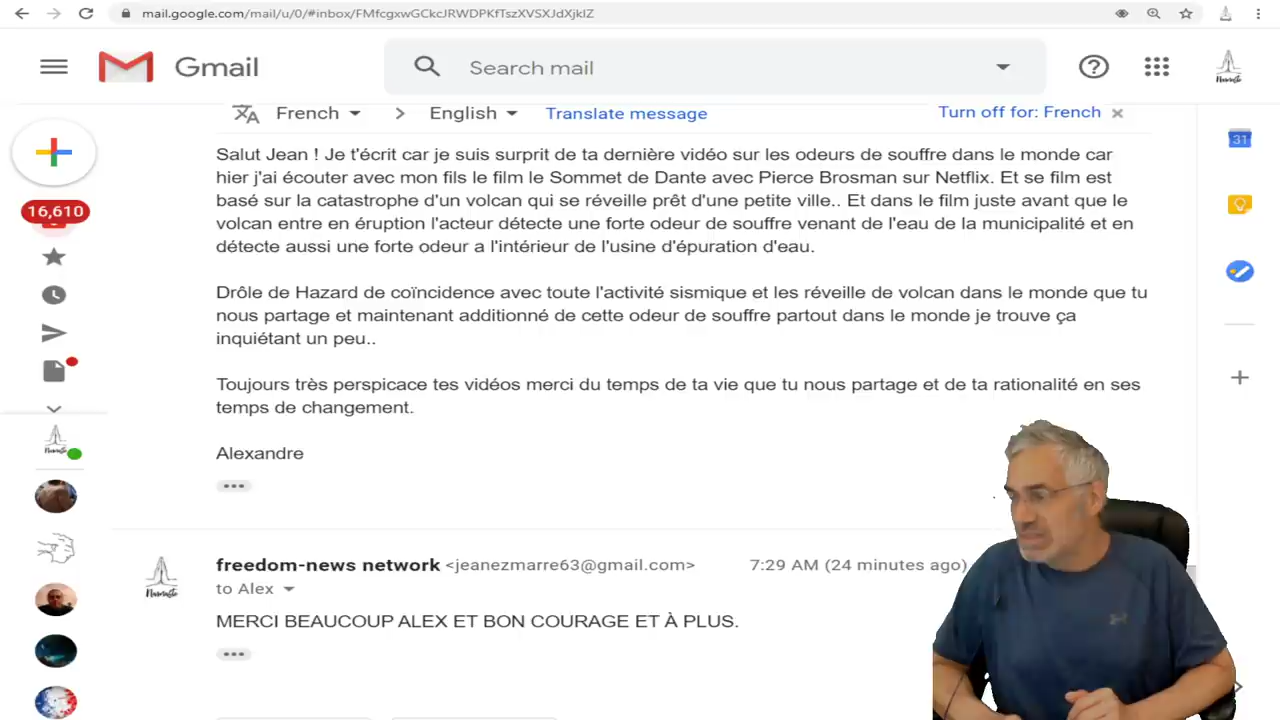 mail.google.com/mail/u/0/#inbox/FMfcgxwGCkcJRWDPKfTszXVSXJdXjklZ
Gmail
Search mail
French > English Translate message Turn off for: French ×
Salut Jean ! Je t'écrit car je suis surprit de ta dernière vidéo sur les odeurs de souffre dans le monde car
hier j'ai écouter avec mon fils le film le Sommet de Dante avec Pierce Brosman sur Netflix. Et se film est
basé sur la catastrophe d'un volcan qui se réveille prêt d'une petite ville.. Et dans le film juste avant que le
volcan entre en éruption l'acteur détecte une forte odeur de souffre venant de l'eau de la municipalité et en
détecte aussi une forte odeur a l'intérieur de l'usine d'épuration d'eau.
Drôle de Hazard de coïncidence avec toute l'activité sismique et les réveille de volcan dans le monde que tu
nous partage et maintenant additionné de cette odeur de souffre partout dans le monde je trouve ça
inquiétant un peu..
Toujours très perspicace tes vidéos merci du temps de ta vie que tu nous partage et de ta rationalité en ses
temps de changement.
Alexandre
freedom-news network <jeanezmarre63@gmail.com> 7:29 AM (24 minutes ago)
to Alex
MERCI BEAUCOUP ALEX ET BON COURAGE ET À PLUS.
16,610
31
Namaste
Namaste
Namaste